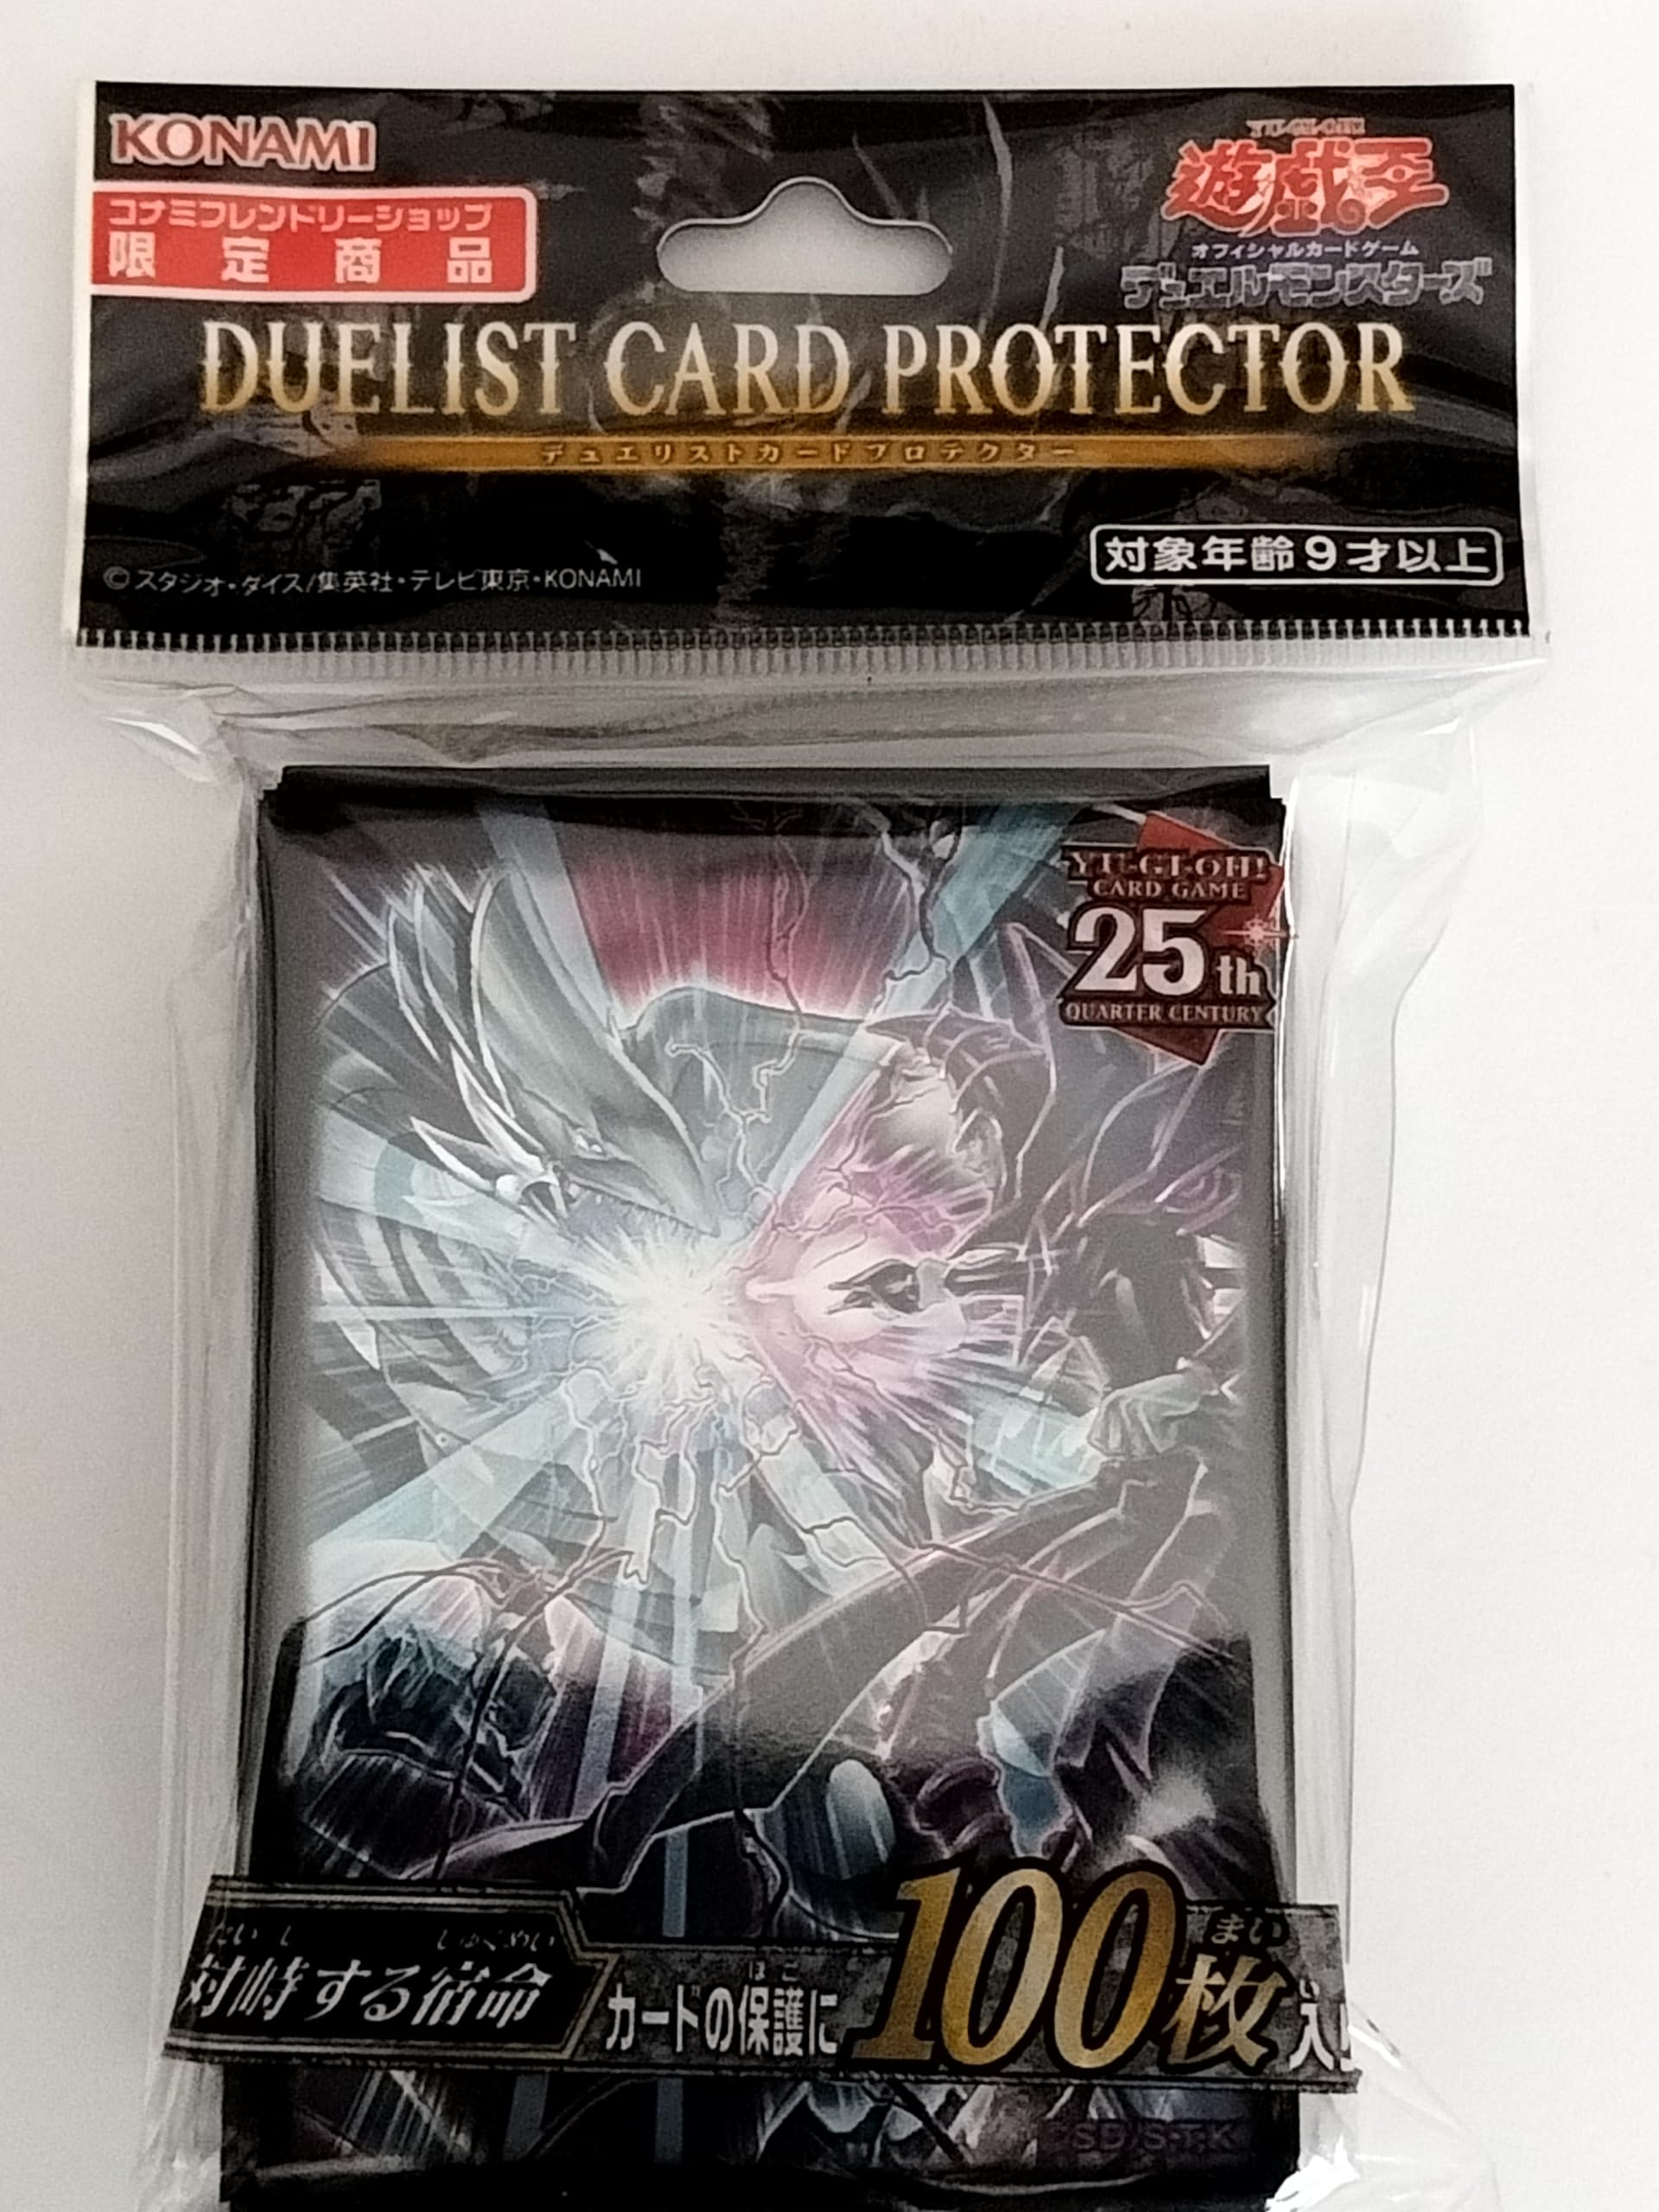 KONAMI
コナミフレンドリーショップ
限定商品
YU-GI-OH!
遊戯王
オフィシャルカードゲーム
デュエルモンスターズ
DUELIST CARD PROTECTOR
デュエリストカードプロテクター
対象年齢9才以上
©スタジオ・ダイス/集英社・テレビ東京・KONAMI
YU-GI-OH!
CARD GAME
25th
QUARTER CENTURY
たいじ しゅくめい
対峙する宿命
ほご
カードの保護に
まい
100枚入り
SD/S・T・K